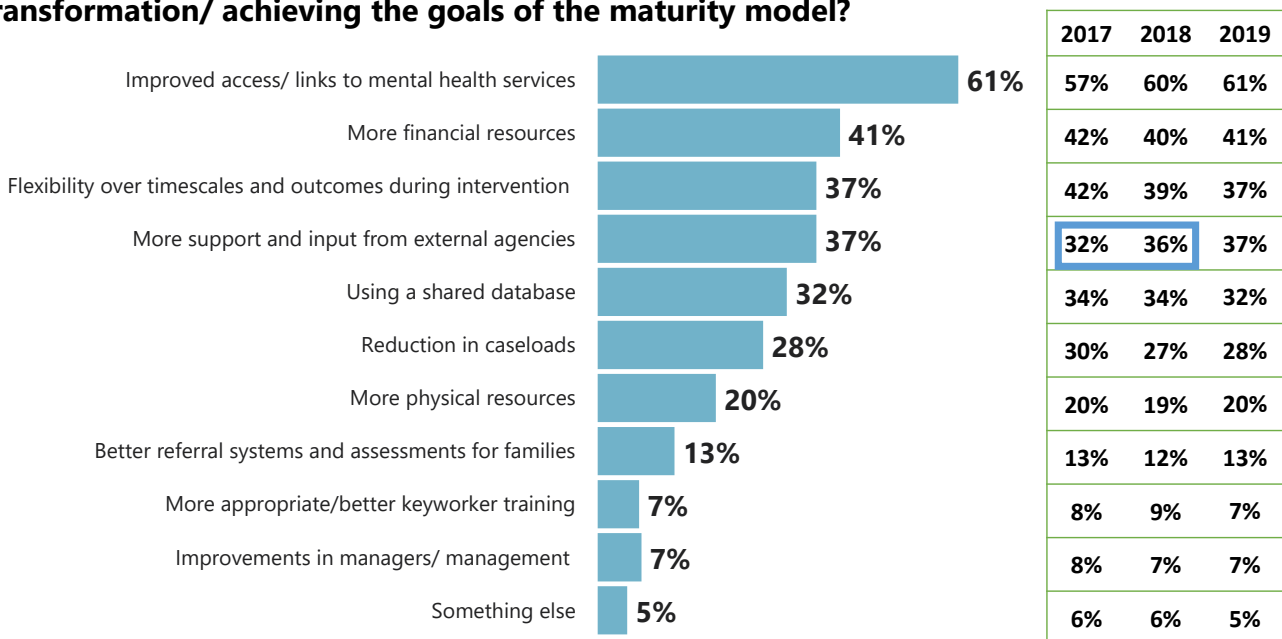 transformation/ achieving the goals of the maturity model?
2017 2018 2019
Improved access/ links to mental health services 61% 57% 60% 61%
More financial resources 41% 42% 40% 41%
Flexibility over timescales and outcomes during intervention 37% 42% 39% 37%
More support and input from external agencies 37% 32% 36% 37%
Using a shared database 32% 34% 34% 32%
Reduction in caseloads 28% 30% 27% 28%
More physical resources 20% 20% 19% 20%
Better referral systems and assessments for families 13% 13% 12% 13%
More appropriate/better keyworker training 7% 8% 9% 7%
Improvements in managers/ management 7% 8% 7% 7%
Something else 5% 6% 6% 5%